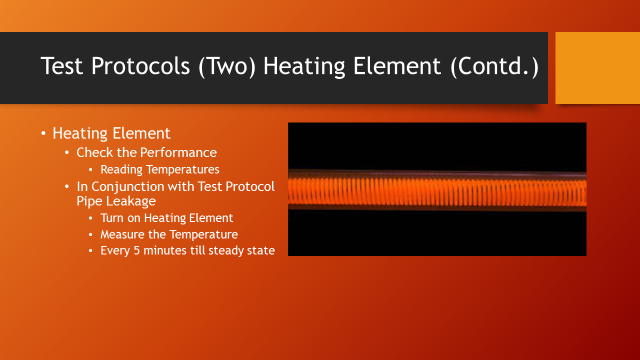 Test Protocols (Two) Heating Element (Contd.)
• Heating Element
• Check the Performance
• Reading Temperatures
• In Conjunction with Test Protocol
Pipe Leakage
• Turn on Heating Element
• Measure the Temperature
• Every 5 minutes till steady state